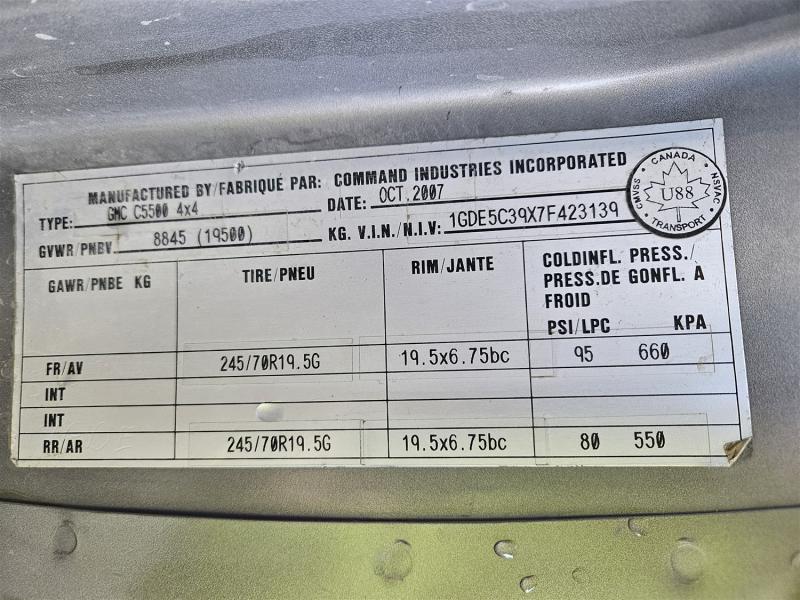 MANUFACTURED BY/FABRIQUÉ PAR: COMMAND INDUSTRIES INCORPORATED
TYPE: GMC C5500 4x4 DATE: OCT,2007
GVWR/PNBV 8845 (19500) KG. V.I.N./N.I.V: 1GDE5C39X7F423139
CANADA
CMVSS U88 NSVAC
TRANSPORT
GAWR/PNBE KG TIRE/PNEU RIM/JANTE COLDINFL. PRESS./
PRESS.DE GONFL. A
FROID
PSI/LPC KPA
FR/AV 245/70R19.5G 19.5x6.75bc 95 660
INT
INT
RR/AR 245/70R19.5G 19.5x6.75bc 80 550